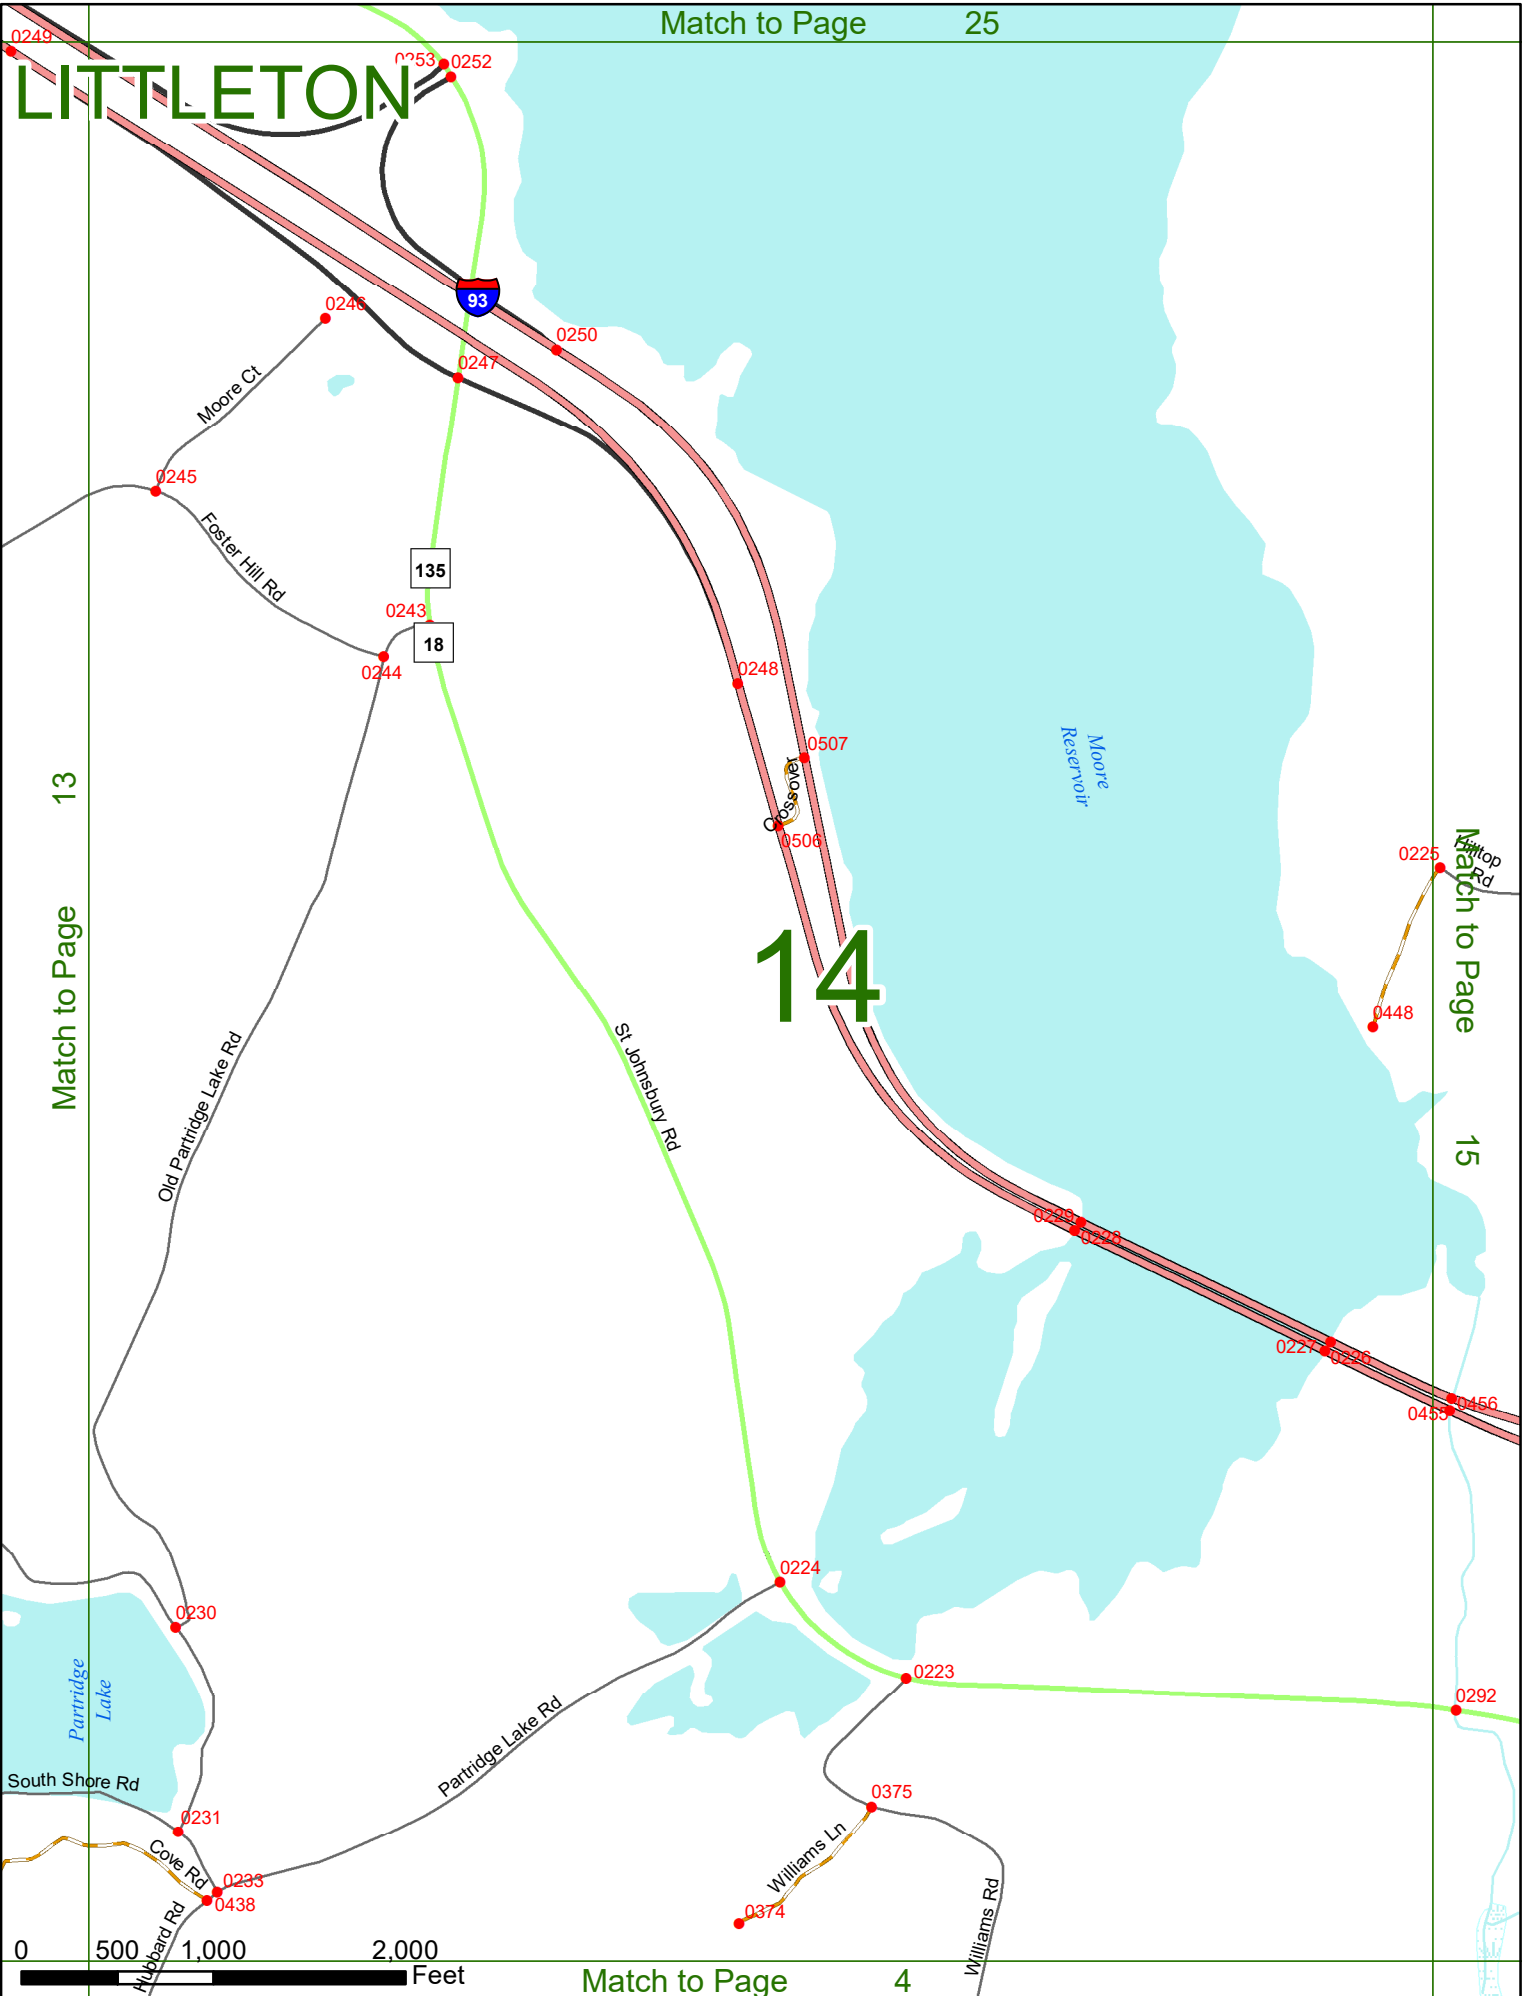 Match to Page 25
0249
0253
0252
LITTLETON
93
0246
0250
0247
Moore Ct
0245
Foster Hill Rd
135
0243
18
0244
0248
0507
Crossover
0506
Moore
Reservoir
Match to Page 13
0225
Hilltop
Rd
Match to Page 15
14
0448
St Johnsbury Rd
Old Partridge Lake Rd
0229
0228
0227
0226
0456
0455
0224
0230
Partridge
Lake
0223
0292
Partridge Lake Rd
South Shore Rd
0231
0375
Cove Rd
Williams Ln
0233
0438
0374
Hubbard Rd
Williams Rd
0 500 1,000 2,000
Feet
Match to Page 4